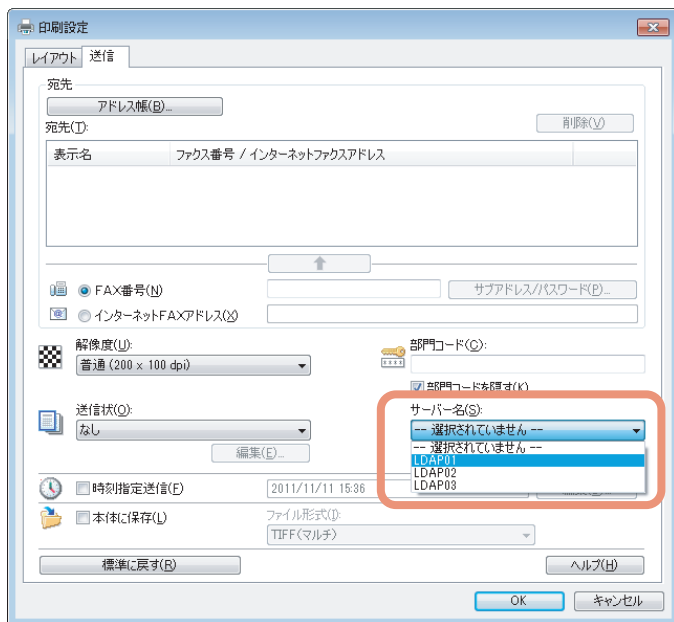 印刷設定
レイアウト 送信
宛先
アドレス帳(B)...
宛先(T):
削除(V)
表示名 ファクス番号 / インターネットファクスアドレス
FAX番号(N)
サブアドレス/パスワード(P)...
インターネットFAXアドレス(X)
解像度(U):
部門コード(C):
普通 (200 x 100 dpi)
部門コードを隠す(K)
送信状(O):
サーバー名(S):
なし
-- 選択されていません --
-- 選択されていません --
編集(E)...
LDAP01
LDAP02
LDAP03
時刻指定送信(F)
2011/11/11 15:36
本体に保存(L)
ファイル形式(I):
TIFF(マルチ)
標準に戻す(R)
ヘルプ(H)
OK
キャンセル